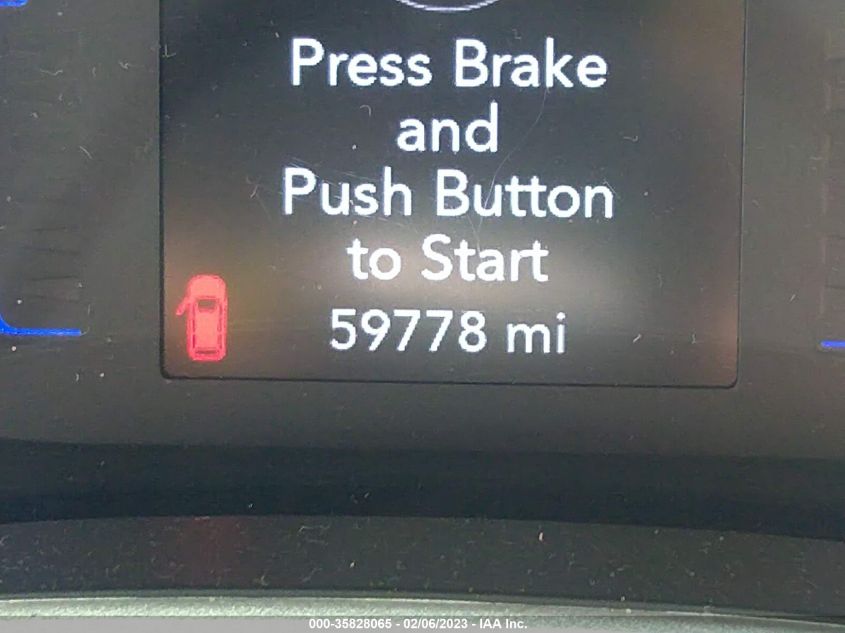 Press Brake
and
Push Button
to Start
59778 mi
000-35828065 - 02/06/2023 - IAA Inc.